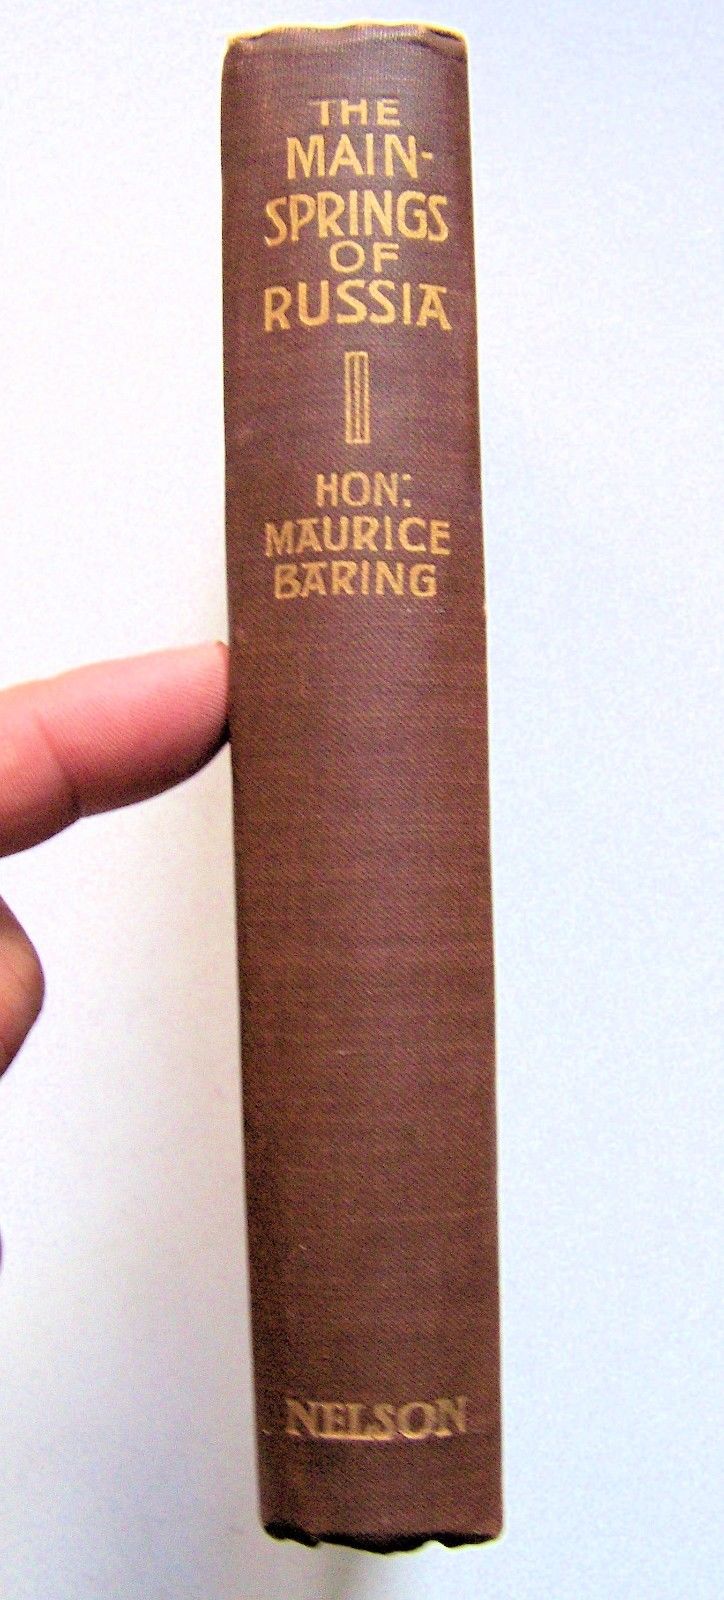 THE
MAIN-
SPRINGS
OF
RUSSIA
HON:
MAURICE
BARING
NELSON